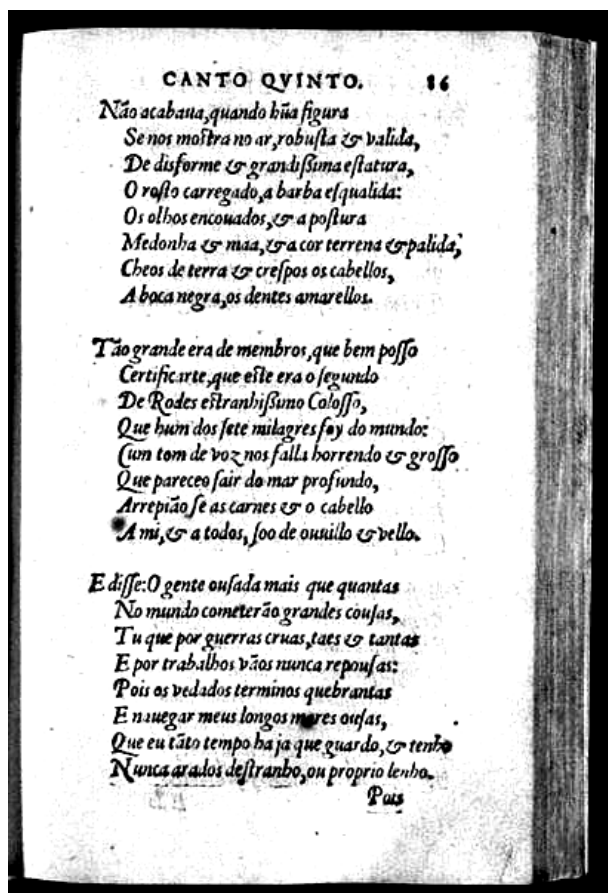 CANTO QVINTO. 86
Não acabaua, quando hũa figura
Se nos mostra no ar, robusta & valida,
De disforme & grandissima estatura,
O rosto carregado, a barba esqualida:
Os olhos encouados, & a postura
Medonha & maa, & a cor terrena & palida,
Cheos de terra & crespos os cabellos,
A boca negra, os dentes amarellos.
Tão grande era de membros, que bem posso
Certificarte, que este era o segundo
De Rodes estranhissimo Colosso,
Que hum dos sete milagres foy do mundo:
Cum tom de voz nos falla horrendo & grosso
Que pareceo sair do mar profundo,
Arrepião se as carnes & o cabello
A mi, & a todos, soo de ouuillo & vello.
E disse: O gente ousada mais que quantas
No mundo cometerão grandes cousas,
Tu que por guerras cruas, taes & tantas
E por trabalhos vãos nunca repousas:
Pois os vedados terminos quebrantas
E nauegar meus longos mares ousas,
Que eu tãto tempo ha ja que guardo, & tenho
Nunca arados destranho, ou proprio lenho.
Pois